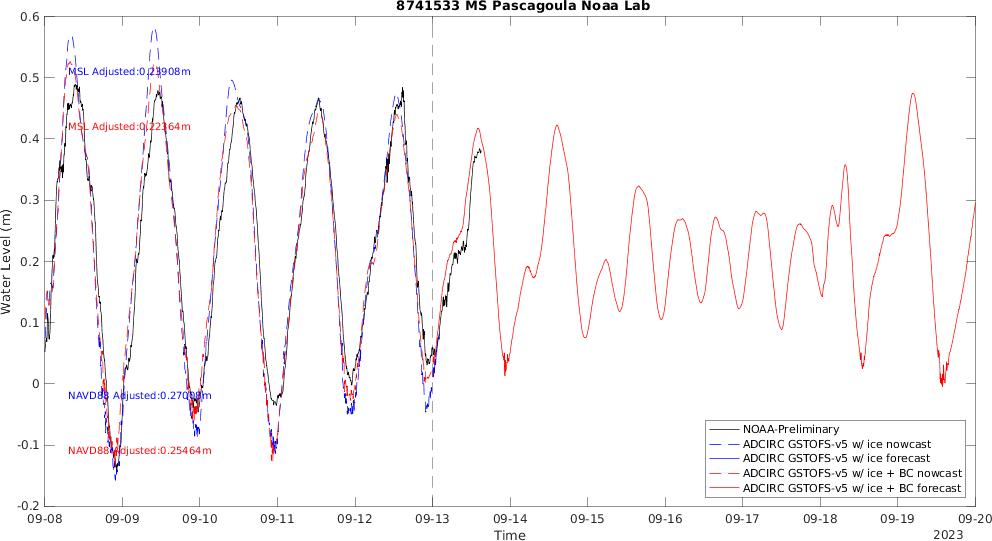 8741533 MS Pascagoula Noaa Lab
0.6
0.5
0.4
0.3
0.2
0.1
0
-0.1
-0.2
Water Level (m)
MSL Adjusted:0.23908m
MSL Adjusted:0.22364m
NAVD88 Adjusted:0.27008m
NAVD88 Adjusted:0.25464m
NOAA-Preliminary
ADCIRC GSTOFS-v5 w/ ice nowcast
ADCIRC GSTOFS-v5 w/ ice forecast
ADCIRC GSTOFS-v5 w/ ice + BC nowcast
ADCIRC GSTOFS-v5 w/ ice + BC forecast
09-08 09-09 09-10 09-11 09-12 09-13 09-14 09-15 09-16 09-17 09-18 09-19 09-20
Time
2023